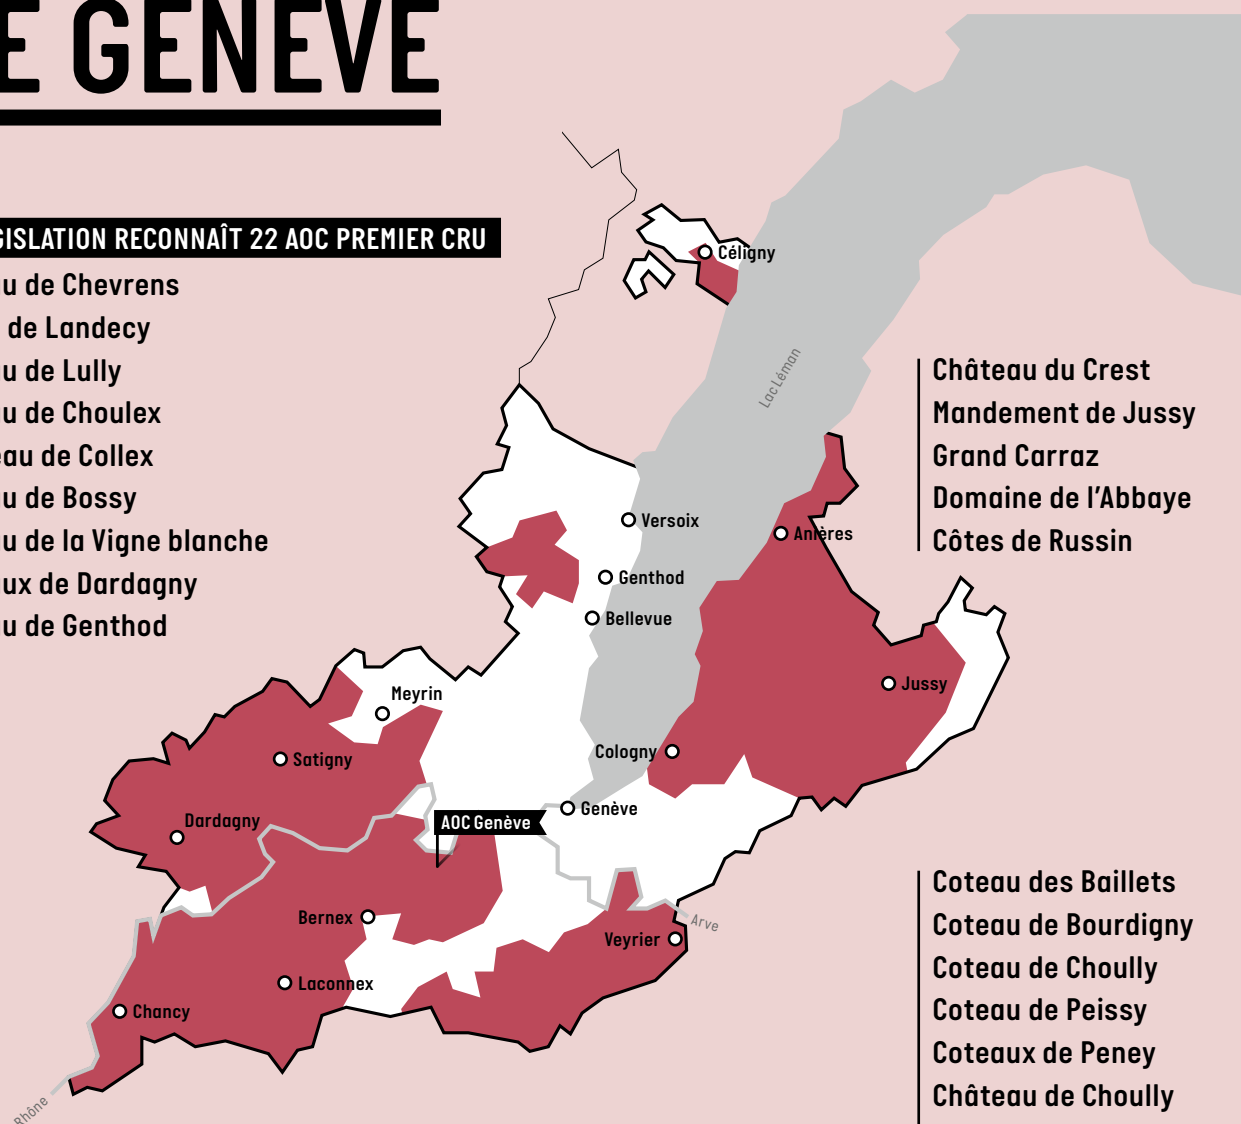 E GENÈVE
GISLATION RECONNAÎT 22 AOC PREMIER CRU
u de Chevrens
de Landecy
u de Lully
u de Choulex
eau de Collex
u de Bossy
u de la Vigne blanche
ux de Dardagny
u de Genthod
Céligny
Lac Léman
Château du Crest
Mandement de Jussy
Grand Carraz
Domaine de l'Abbaye
Côtes de Russin
Versoix
Anières
Genthod
Bellevue
Jussy
Meyrin
Cologny
Satigny
Genève
Dardagny
AOC Genève
Bernex
Arve
Veyrier
Laconnex
Chancy
Rhône
Coteau des Baillets
Coteau de Bourdigny
Coteau de Choully
Coteau de Peissy
Coteaux de Peney
Château de Choully